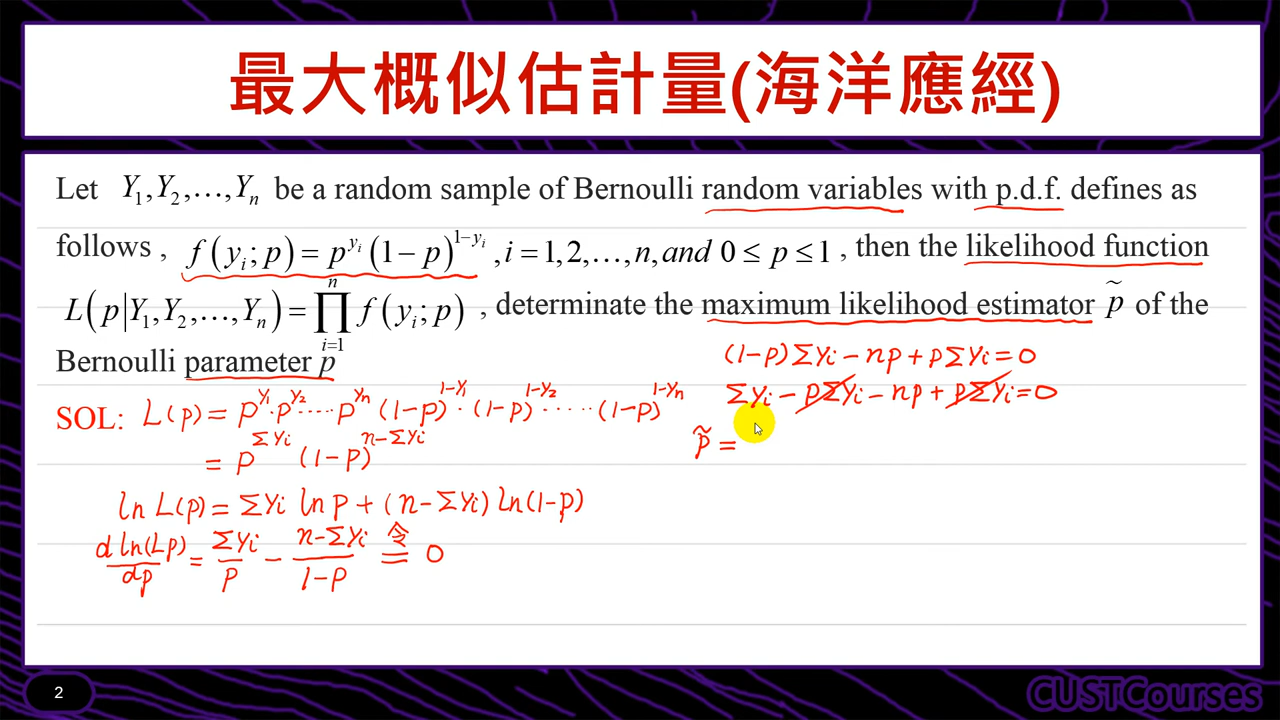 最大概似估計量(海洋應經)
Let Y₁,Y₂,…,Yₙ be a random sample of Bernoulli random variables with p.d.f. defines as
follows , f(yᵢ;p)=p^{yᵢ}(1−p)^{1−yᵢ} ,i=1,2,…,n,and 0≤p≤1 , then the likelihood function
L(p|Y₁,Y₂,…,Yₙ)=∏_{i=1}^{n} f(yᵢ;p) , determinate the maximum likelihood estimator p̃ of the
Bernoulli parameter p
SOL: L(p)= p^{Y₁}·p^{Y₂}·····p^{Yₙ} (1−p)^{1−Y₁}·(1−p)^{1−Y₂}·····(1−p)^{1−Yₙ}
= p^{ΣYᵢ} (1−p)^{n−ΣYᵢ}
ln L(p)= ΣYᵢ ln p + (n−ΣYᵢ) ln(1−p)
d ln(Lp)/dp = ΣYᵢ/p − (n−ΣYᵢ)/(1−p) 令= 0
(1−p)ΣYᵢ − np + pΣYᵢ = 0
ΣYᵢ − pΣYᵢ − np + pΣYᵢ = 0
p̃ =
2
CUSTCourses